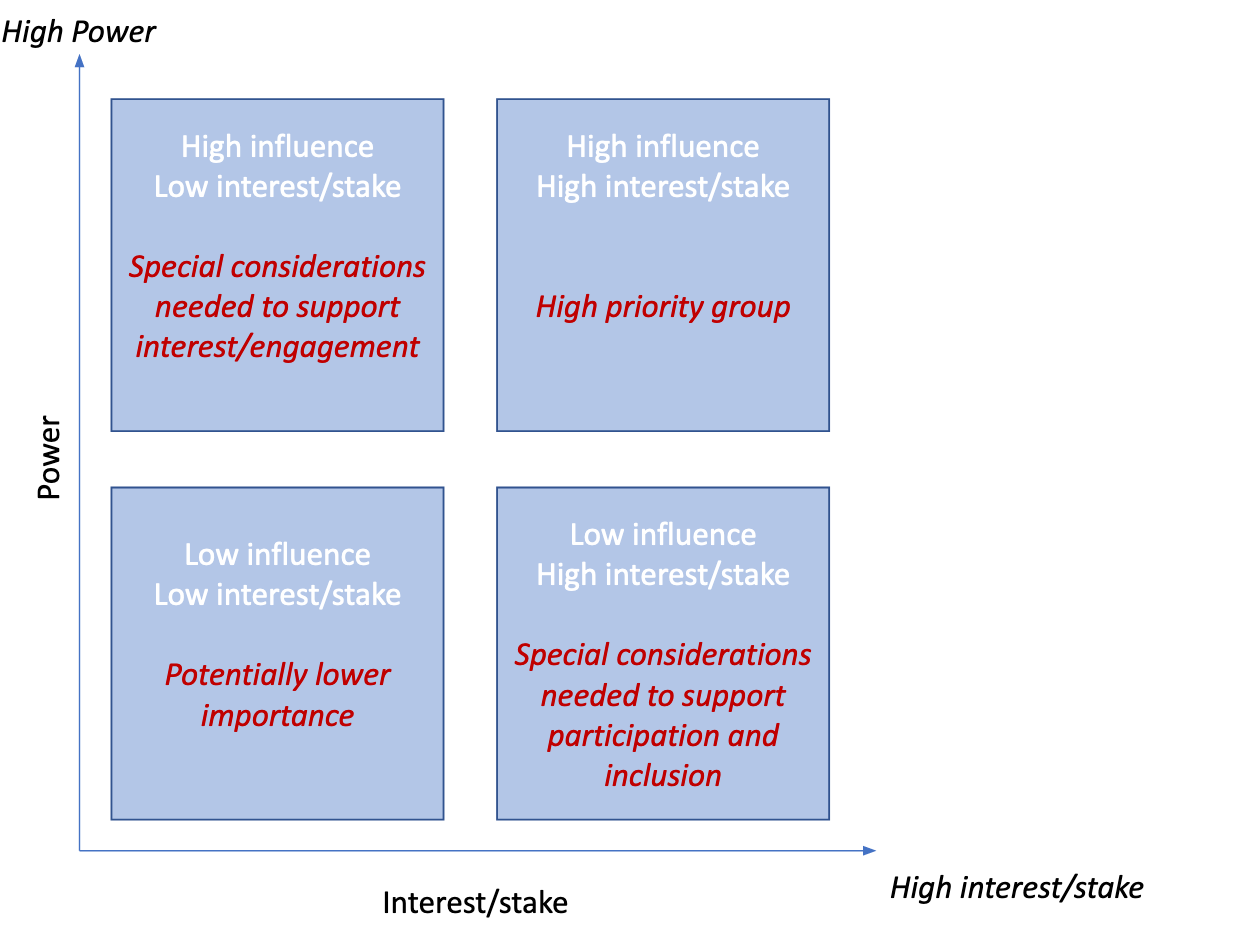 High Power
High influence
Low interest/stake
Special considerations
needed to support
interest/engagement
High influence
High interest/stake
High priority group
Power
Low influence
Low interest/stake
Potentially lower
importance
Low influence
High interest/stake
Special considerations
needed to support
participation and
inclusion
Interest/stake
High interest/stake